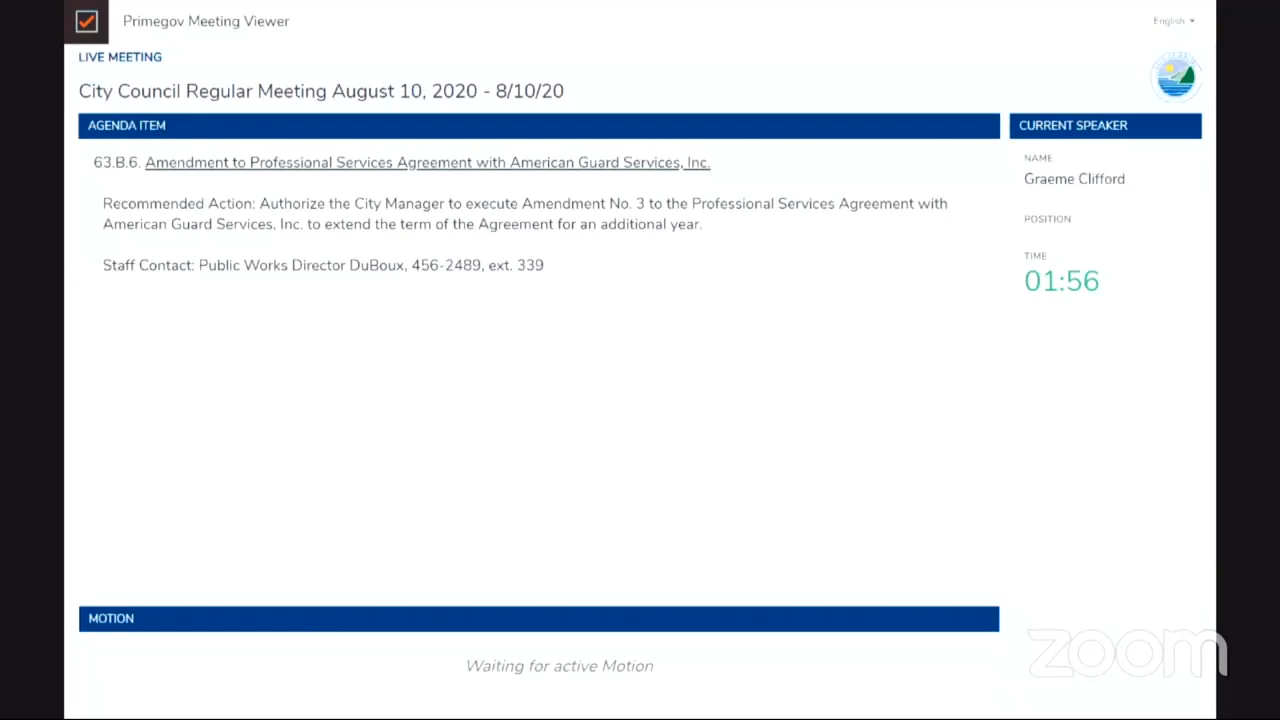 Primegov Meeting Viewer
English
LIVE MEETING
City Council Regular Meeting August 10, 2020 - 8/10/20
AGENDA ITEM
63.B.6. Amendment to Professional Services Agreement with American Guard Services, Inc.
Recommended Action: Authorize the City Manager to execute Amendment No. 3 to the Professional Services Agreement with
American Guard Services, Inc. to extend the term of the Agreement for an additional year.
Staff Contact: Public Works Director DuBoux, 456-2489, ext. 339
CURRENT SPEAKER
NAME
Graeme Clifford
POSITION
TIME
01:56
MOTION
Waiting for active Motion
zoom